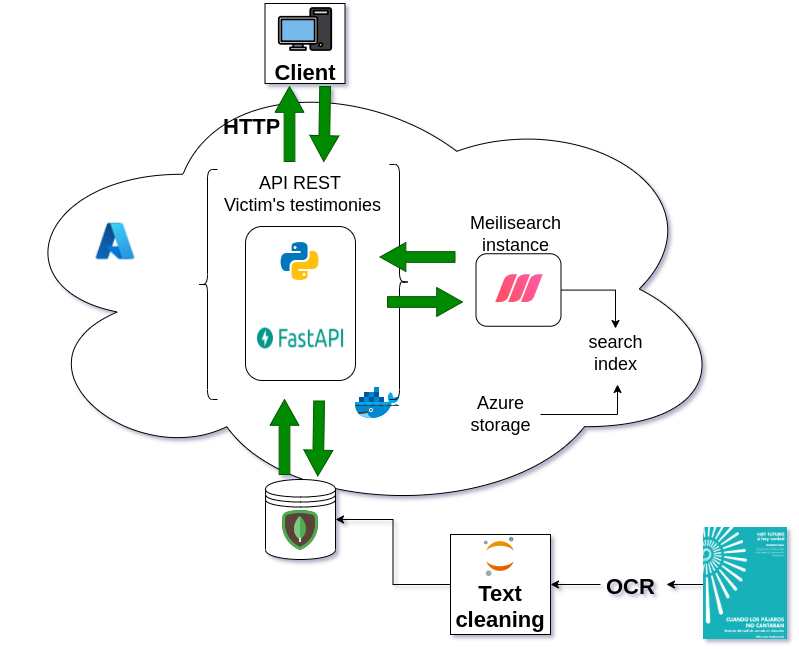 Client
HTTP
API REST
Victim's testimonies
Meilisearch
instance
FastAPI
search
index
Azure
storage
Text
cleaning
OCR
HAY FUTURO
si hay verdad
CUANDO LOS PÁJAROS
NO CANTABAN